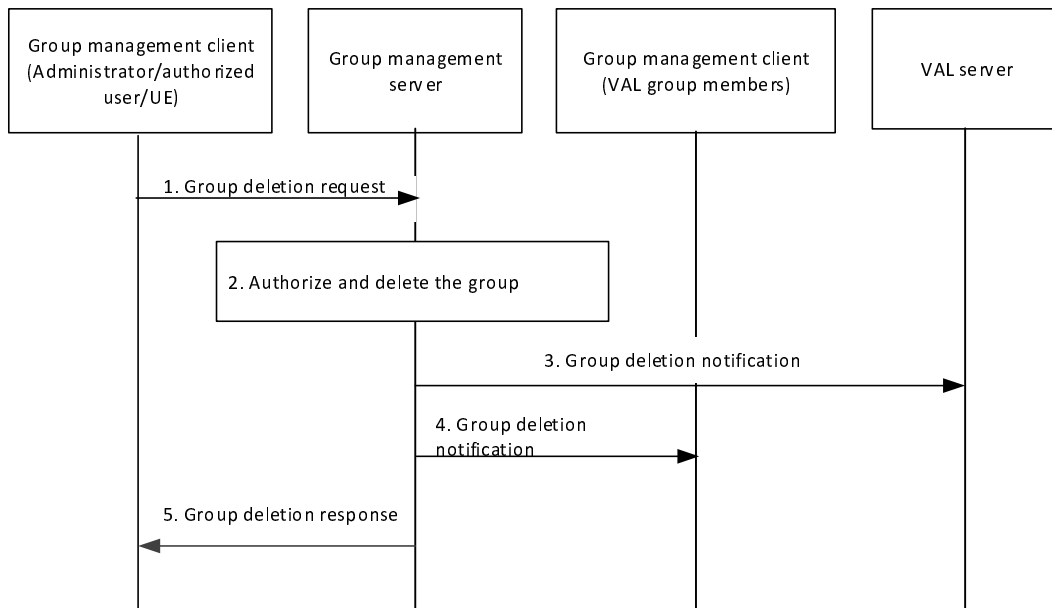 Group management client
(Administrator/authorized
user/UE)
Group management
server
Group management client
(VAL group members)
VAL server
1. Group deletion request
2. Authorize and delete the group
3. Group deletion notification
4. Group deletion
notification
5. Group deletion response